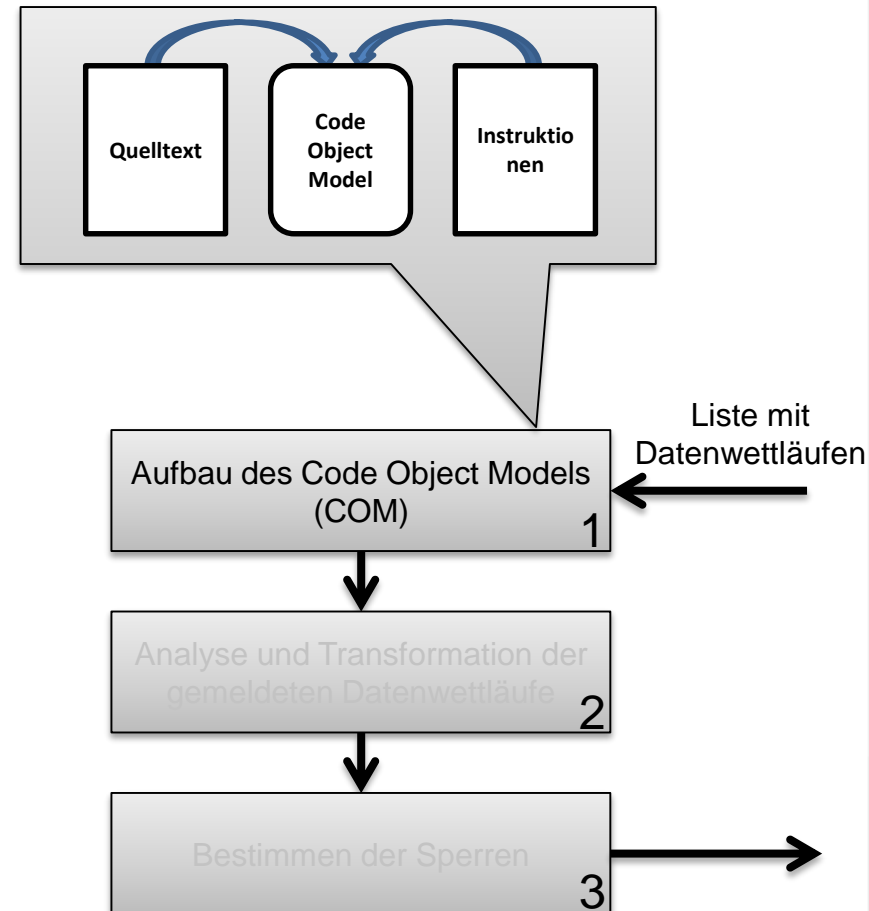 Quelltext
Code
Object
Model
Instruktio
nen
Liste mit
Datenwettläufen
Aufbau des Code Object Models
(COM)
1
Analyse und Transformation der
gemeldeten Datenwettläufe
2
Bestimmen der Sperren
3